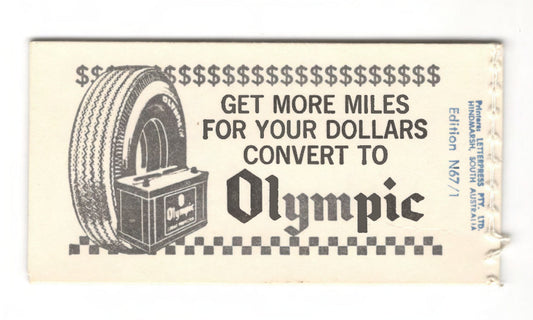 $$$$$$$$$$$$$$$$$$$$$$$$$
GET MORE MILES
FOR YOUR DOLLARS
CONVERT TO
Olympic
OLYMPIC
Olympic
Printers: LETTERPRESS PTY. LTD.
HINDMARSH, SOUTH AUSTRALIA
Edition N67/1